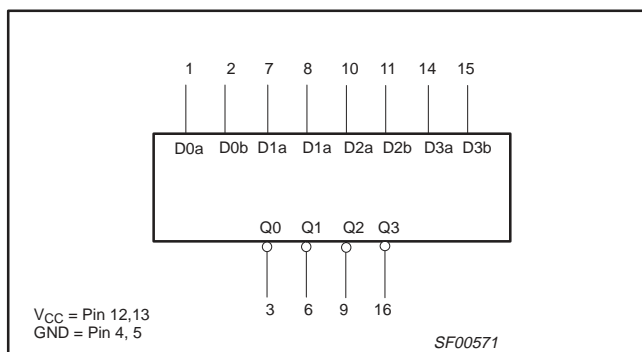 1 2 7 8 10 11 14 15
D0a D0b D1a D1a D2a D2b D3a D3b
Q0 Q1 Q2 Q3
3 6 9 16
VCC = Pin 12,13
GND = Pin 4, 5
SF00571